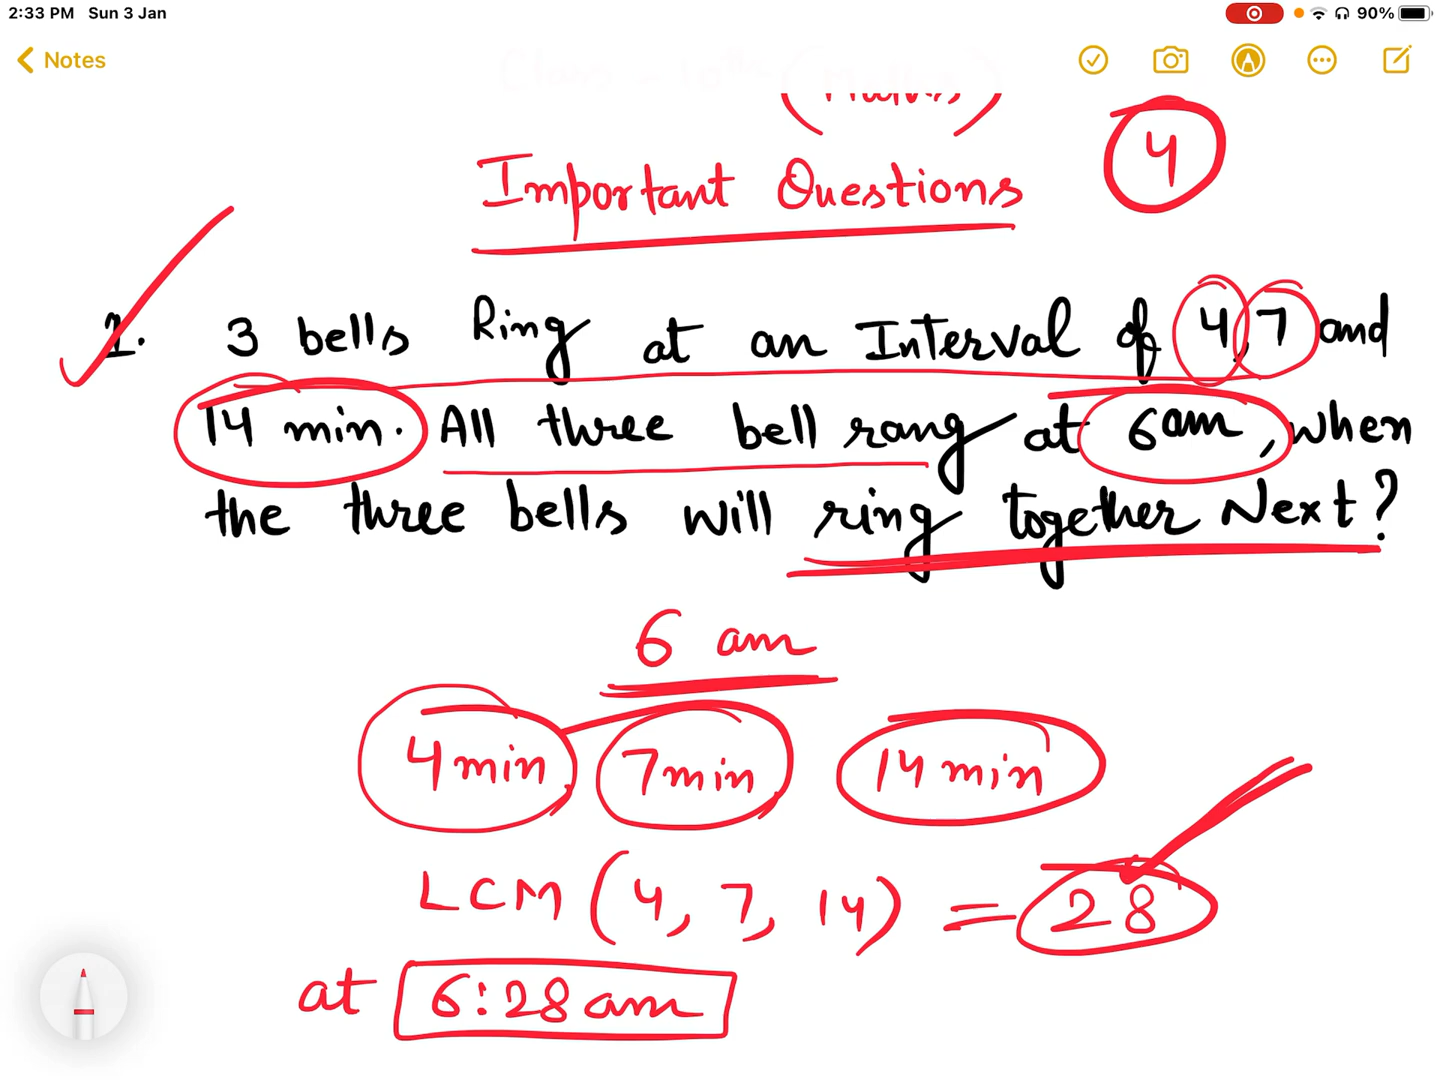 2:33 PM Sun 3 Jan 90%
Notes
Important Questions 4
1. 3 bells Ring at an Interval of 4, 7 and
14 min. All three bell rang at 6am, when
the three bells will ring together Next?
6 am
4min 7min 14min
LCM (4, 7, 14) = 28
at 6:28 am